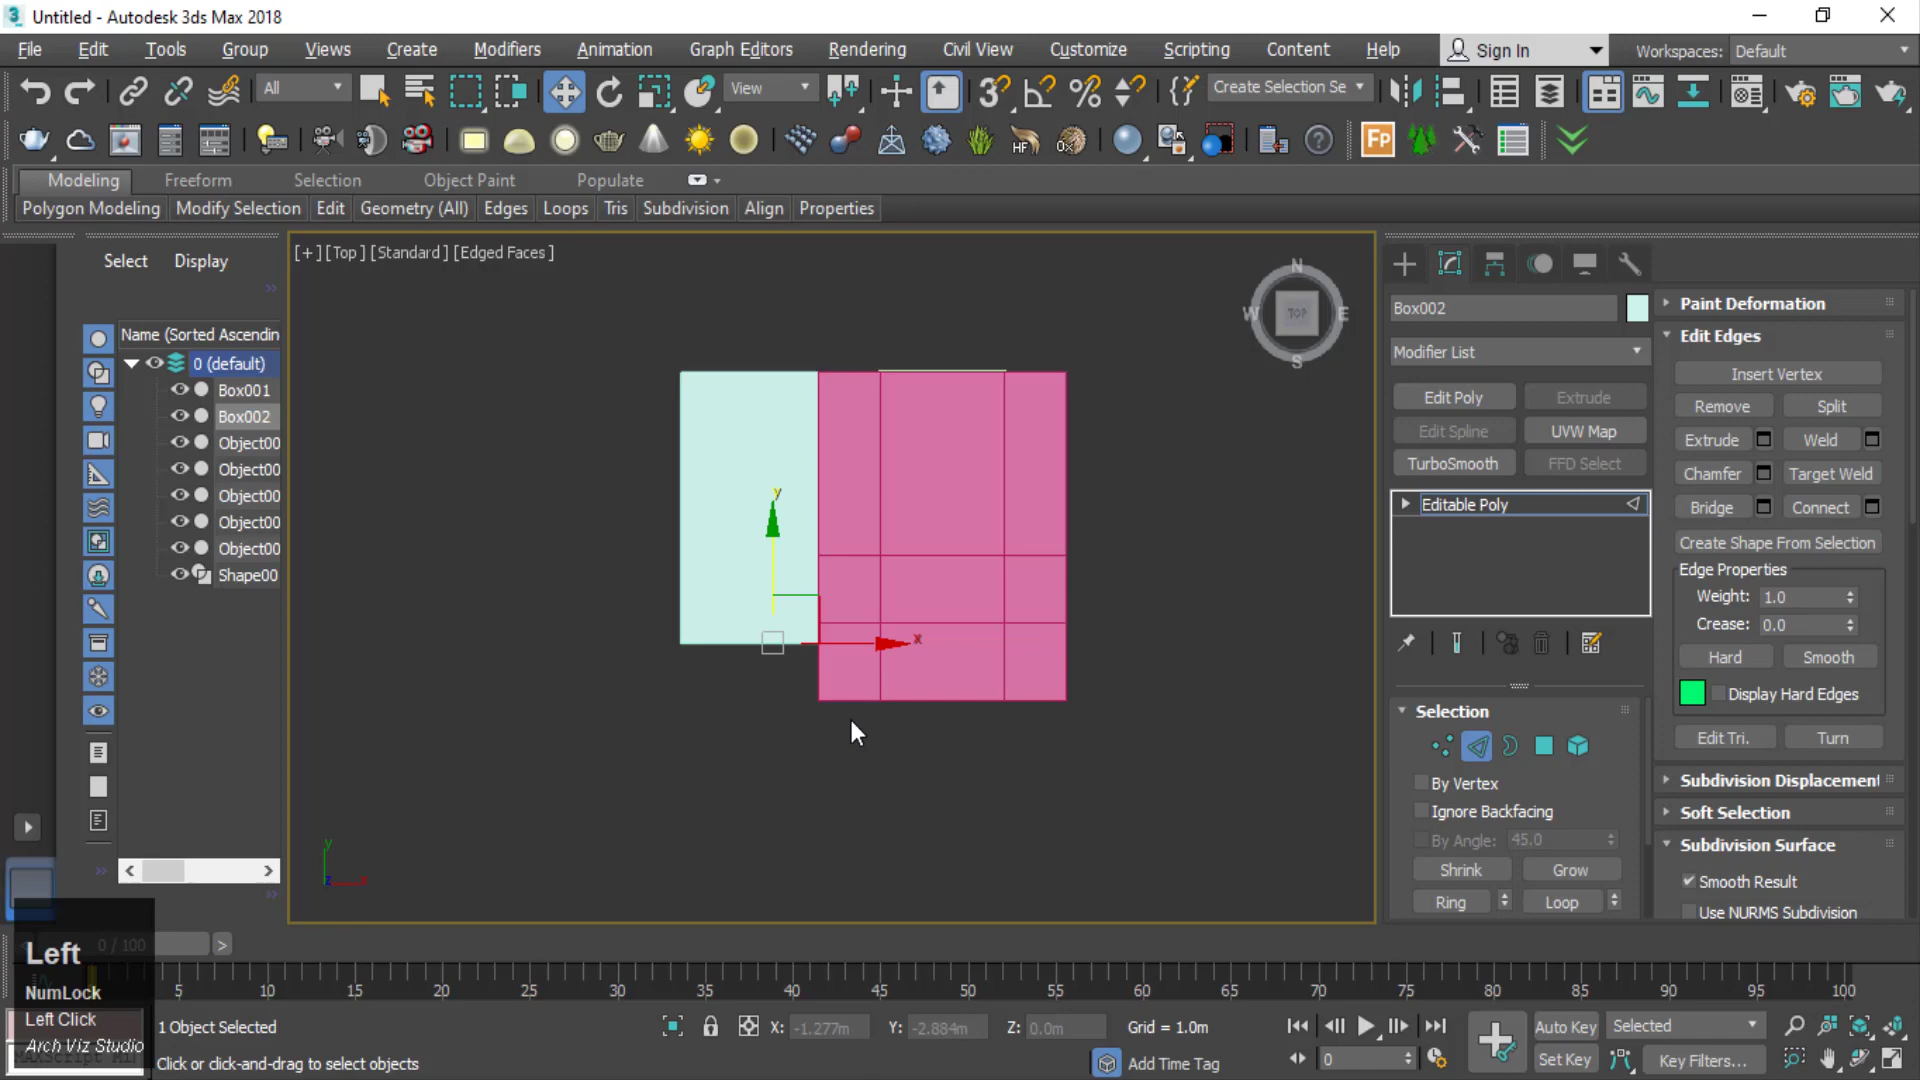 Untitled - Autodesk 3ds Max 2018
File Edit Tools Group Views Create Modifiers Animation Graph Editors Rendering Civil View Customize Scripting Content Help Sign In Workspaces: Default
All View Create Selection Se
Modeling Freeform Selection Object Paint Populate
Polygon Modeling Modify Selection Edit Geometry (All) Edges Loops Tris Subdivision Align Properties
Select Display
[+] [Top] [Standard] [Edged Faces]
N
W TOP E
S
Name (Sorted Ascendin
0 (default)
Box001
Box002
Object00
Object00
Object00
Object00
Object00
Shape00
y
x
y
z x
Box002
Modifier List
Edit Poly Extrude
Edit Spline UVW Map
TurboSmooth FFD Select
Editable Poly
Selection
By Vertex
Ignore Backfacing
By Angle: 45.0
Shrink Grow
Ring Loop
Paint Deformation
Edit Edges
Insert Vertex
Remove Split
Extrude Weld
Chamfer Target Weld
Bridge Connect
Create Shape From Selection
Edge Properties
Weight: 1.0
Crease: 0.0
Hard Smooth
Display Hard Edges
Edit Tri. Turn
Subdivision Displacement
Soft Selection
Subdivision Surface
Smooth Result
Use NURMS Subdivision
0 / 100 >
Left
NumLock
Left Click
Arch Viz Studio
5 10 15 20 25 30 35 40 45 50 55 60 65 70 75 80 85 90 95 100
1 Object Selected X: -1.277m Y: -2.884m Z: 0.0m Grid = 1.0m Auto Key Selected
Click or click-and-drag to select objects Add Time Tag 0 Set Key Key Filters...